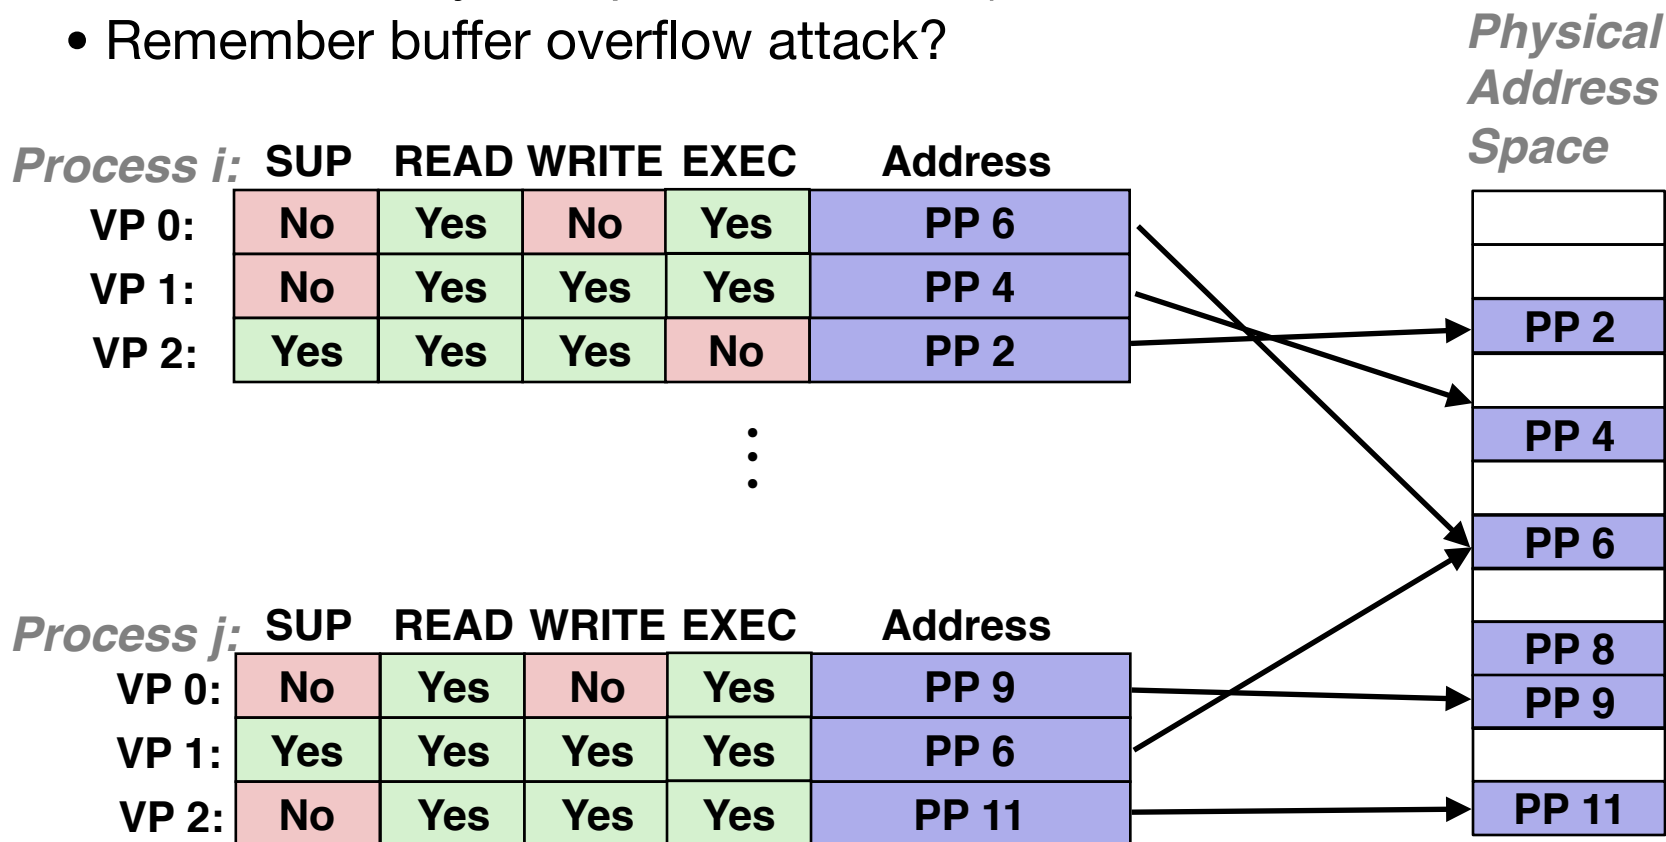 • Remember buffer overflow attack?
Physical
Address
Space
Process i: SUP READ WRITE EXEC Address
VP 0: No Yes No Yes PP 6
VP 1: No Yes Yes Yes PP 4
VP 2: Yes Yes Yes No PP 2
PP 2
PP 4
PP 6
PP 8
PP 9
PP 11
Process j: SUP READ WRITE EXEC Address
VP 0: No Yes No Yes PP 9
VP 1: Yes Yes Yes Yes PP 6
VP 2: No Yes Yes Yes PP 11